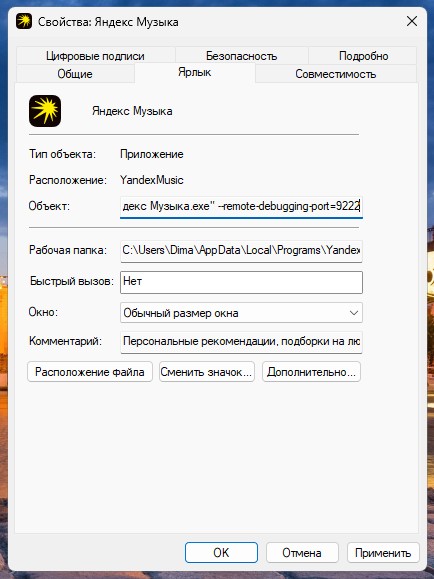 Свойства: Яндекс Музыка
Цифровые подписи Безопасность Подробно
Общие Ярлык Совместимость
Яндекс Музыка
Тип объекта: Приложение
Расположение: YandexMusic
Объект: декс Музыка.exe" --remote-debugging-port=9222
Рабочая папка: C:\Users\Dima\AppData\Local\Programs\Yandex
Быстрый вызов: Нет
Окно: Обычный размер окна
Комментарий: Персональные рекомендации, подборки на лю
Расположение файла Сменить значок... Дополнительно...
OK Отмена Применить